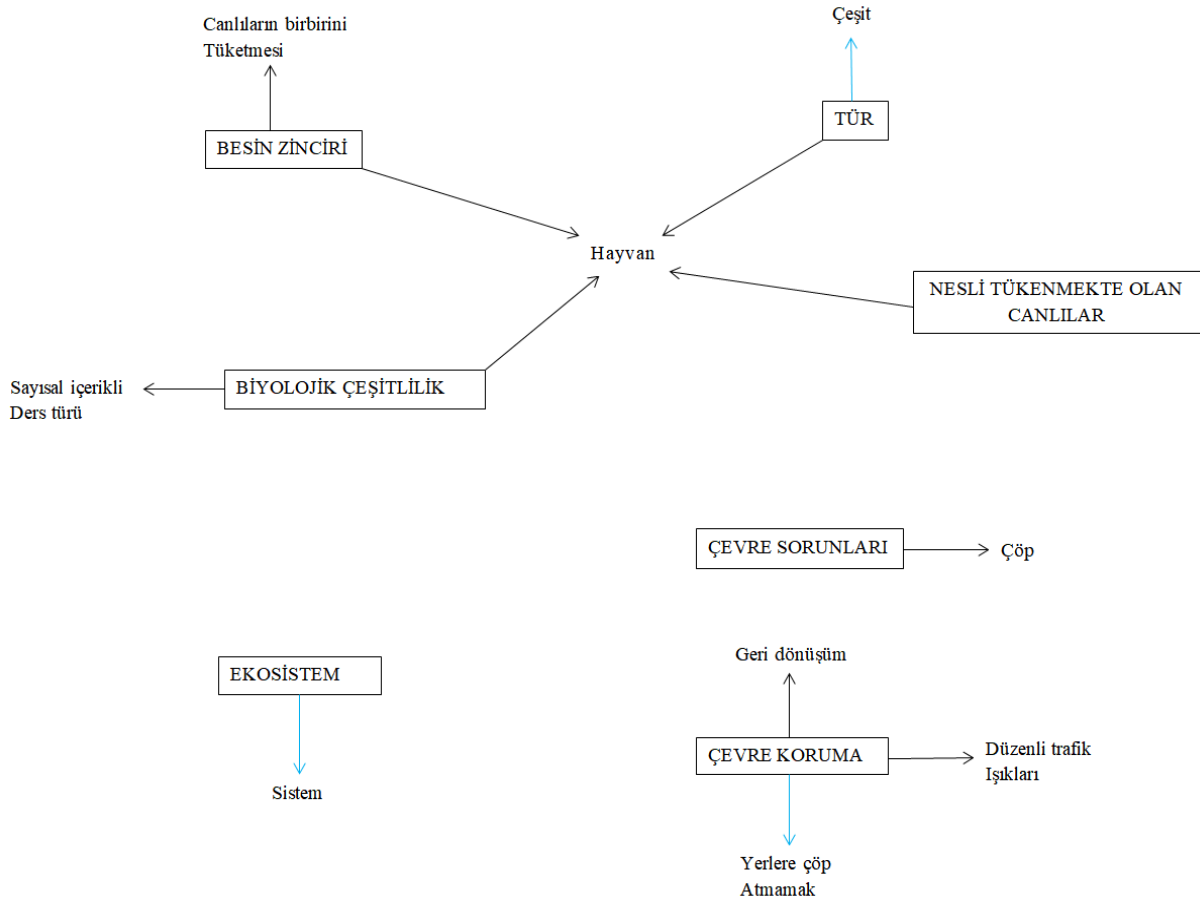 Canlıların birbirini
Tüketmesi
Çeşit
TÜR
BESİN ZİNCİRİ
Hayvan
NESLİ TÜKENMEKTE OLAN
CANLILAR
Sayısal içerikli
Ders türü
BİYOLOJİK ÇEŞİTLİLİK
ÇEVRE SORUNLARI
Çöp
EKOSİSTEM
Sistem
Geri dönüşüm
ÇEVRE KORUMA
Düzenli trafik
Işıkları
Yerlere çöp
Atmamak